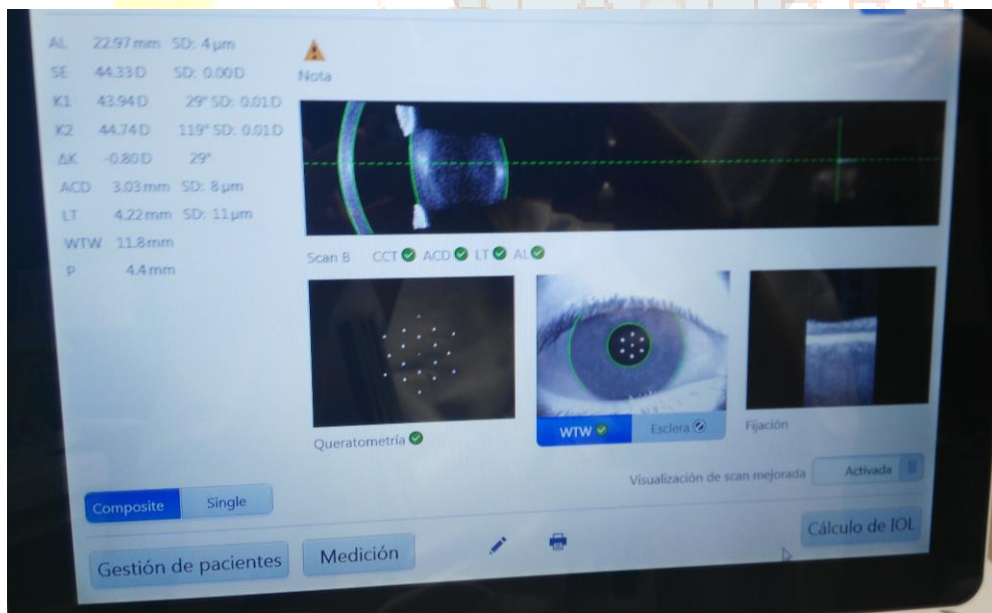 AL 22.97 mm SD: 4 µm
SE 44.33 D SD: 0.00 D
K1 43.94 D 29° SD: 0.01 D
K2 44.74 D 119° SD: 0.01 D
ΔK -0.80 D 29°
ACD 3.03 mm SD: 8 µm
LT 4.22 mm SD: 11 µm
WTW 11.8 mm
P 4.4 mm
Nota
Scan B CCT ACD LT AL
Queratometría
WTW Esclera
Fijación
Visualización de scan mejorada Activada
Composite Single
Gestión de pacientes Medición Cálculo de IOL